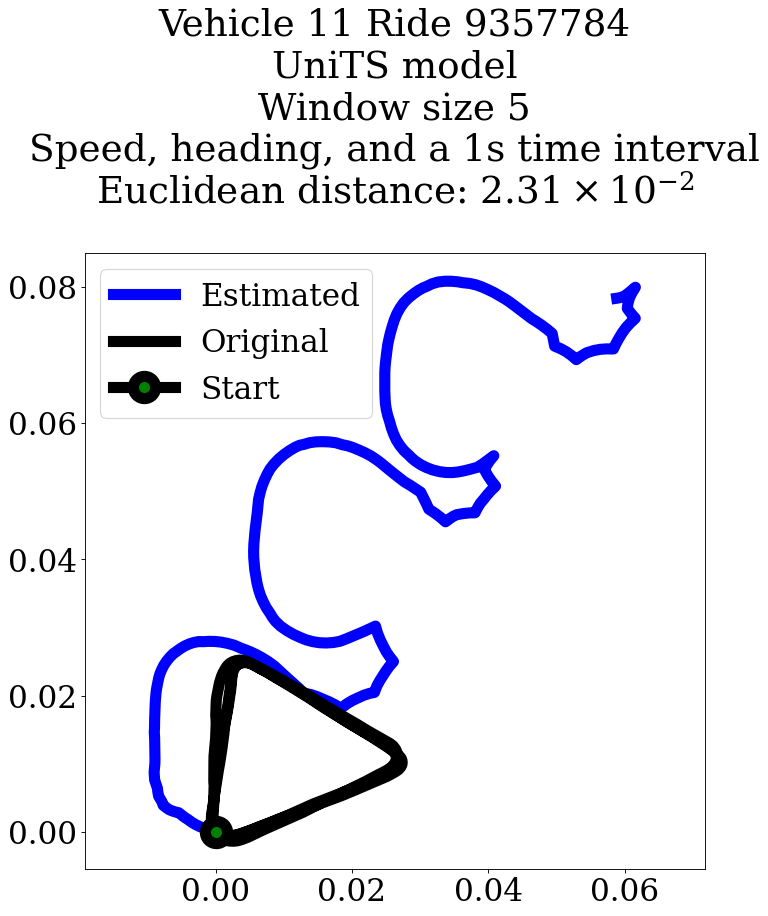 Vehicle 11 Ride 9357784
UniTS model
Window size 5
Speed, heading, and a 1s time interval
Euclidean distance: 2.31 × 10⁻²
Estimated
Original
Start
0.08
0.06
0.04
0.02
0.00
0.00 0.02 0.04 0.06